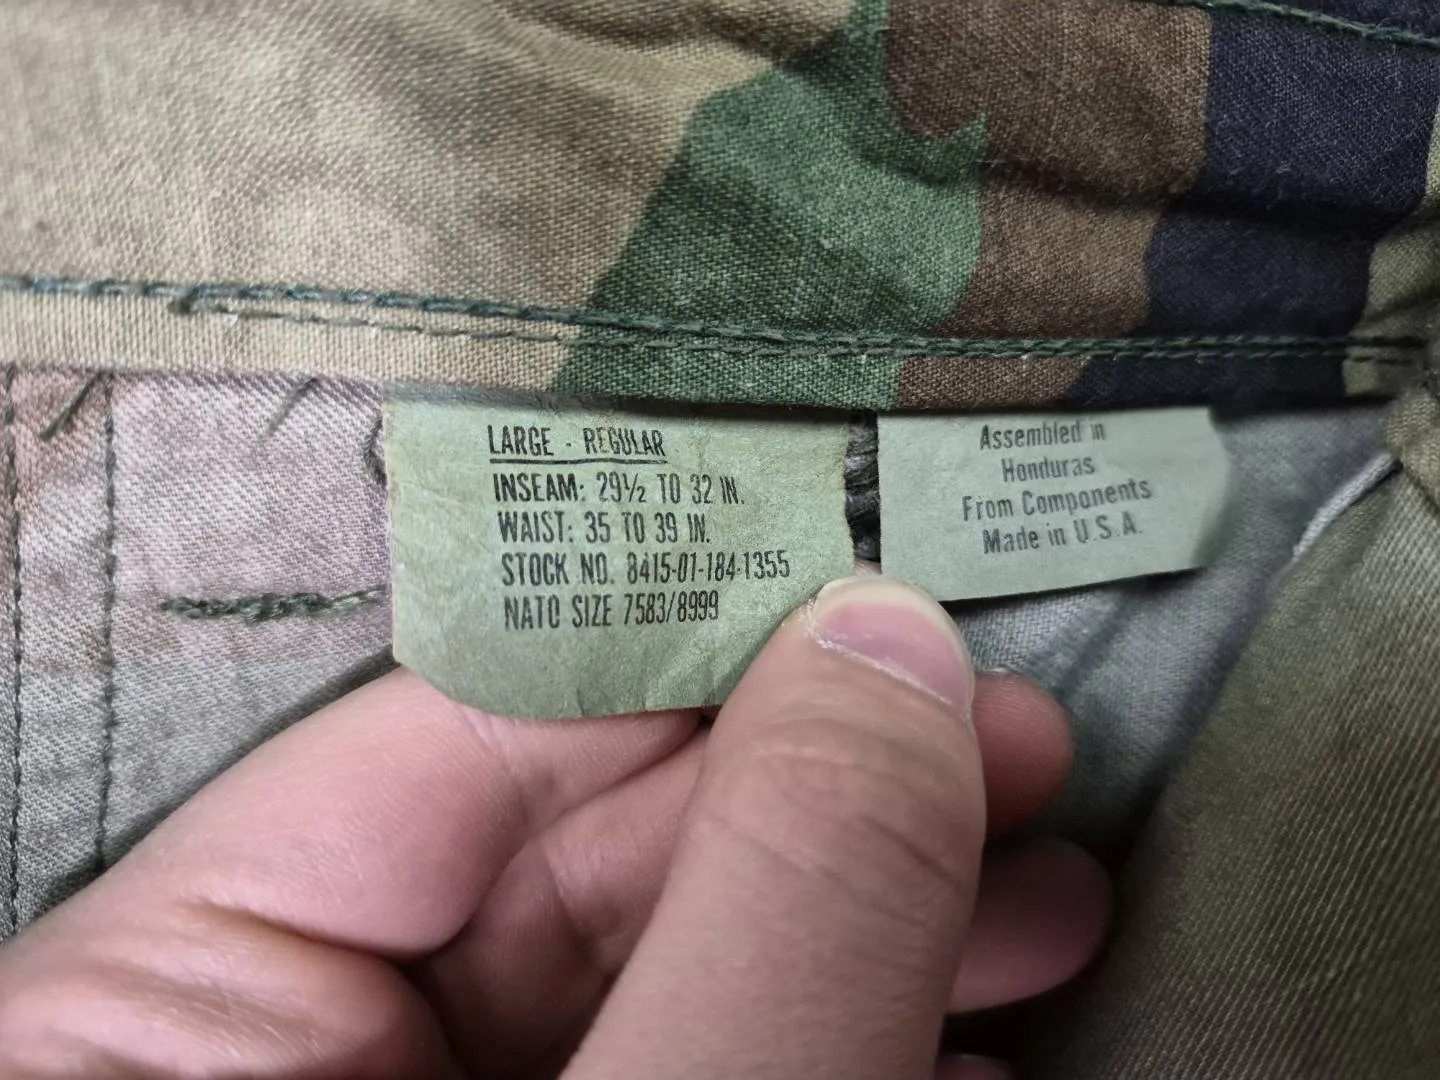 LARGE - REGULAR
INSEAM: 29½ TO 32 IN.
WAIST: 35 TO 39 IN.
STOCK NO. 8415-01-184-1355
NATO SIZE 7583/8999
Assembled in
Honduras
From Components
Made in U.S.A.